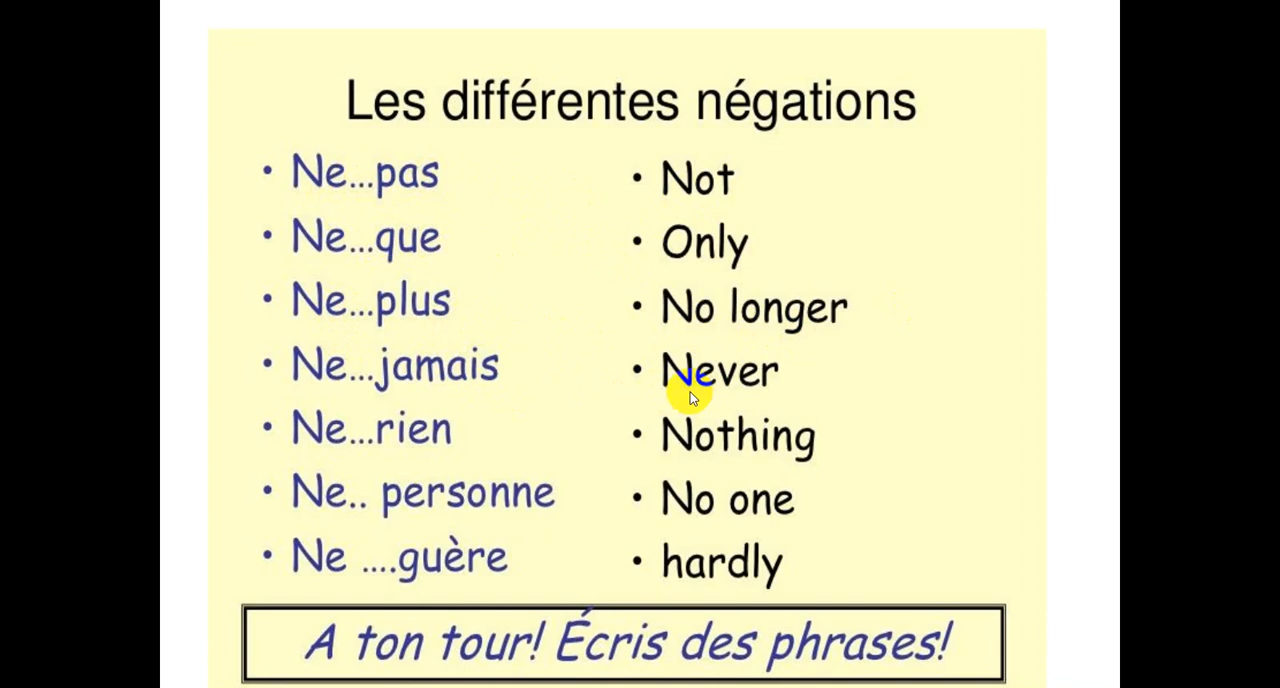 Les différentes négations
• Ne...pas
• Ne...que
• Ne...plus
• Ne...jamais
• Ne...rien
• Ne.. personne
• Ne ....guère
• Not
• Only
• No longer
• Never
• Nothing
• No one
• hardly
A ton tour! Écris des phrases!